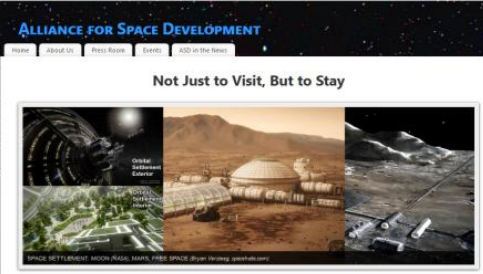 Alliance for Space Development
Home About Us Press Room Events ASD in the News
Not Just to Visit, But to Stay
Orbital
Settlement
Exterior
Orbital
Settlement
Interior
SPACE SETTLEMENT: MOON (NASA), MARS, FREE SPACE (Bryan Versteeg, spacehabs.com)